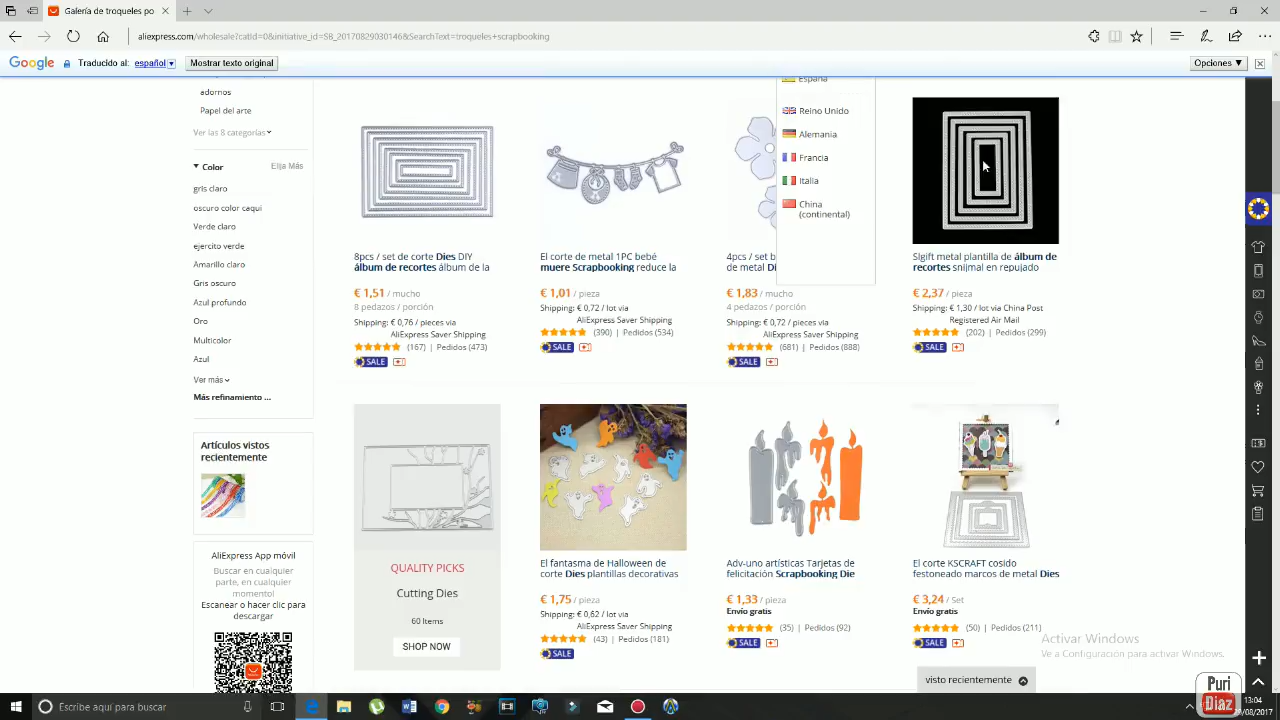 Galería de troqueles po
aliexpress.com/wholesale?catId=0&initiative_id=SB_20170829030146&SearchText=troqueles+scrapbooking
Google Traducido al: español Mostrar texto original Opciones ▼
adornos
Papel del arte
Ver las 8 categorías
Color Elija Más
gris claro
oscuro color caqui
Verde claro
ejercito verde
Amarillo claro
Gris oscuro
Azul profundo
Oro
Multicolor
Azul
Ver más
Más refinamiento ...
Artículos vistos
recientemente
AliExpress App móvil
Buscar en cualquier
parte, en cualquier
momento!
Escanear o hacer clic para
descargar
España
Reino Unido
Alemania
Francia
Italia
China
(continental)
8pcs / set de corte Dies DIY
álbum de recortes álbum de la
€ 1,51 / mucho
8 pedazos / porción
Shipping: € 0,76 / pieces via
AliExpress Saver Shipping
(167) | Pedidos (473)
SALE
El corte de metal 1PC bebé
muere Scrapbooking reduce la
€ 1,01 / pieza
Shipping: € 0,72 / lot via
AliExpress Saver Shipping
(390) | Pedidos (534)
SALE
4pcs / set b
de metal Di
€ 1,83 / mucho
4 pedazos / porción
Shipping: € 0,72 / pieces via
AliExpress Saver Shipping
(681) | Pedidos (888)
SALE
Slgift metal plantilla de álbum de
recortes snijmal en repujado
€ 2,37 / pieza
Shipping: € 1,30 / lot via China Post
Registered Air Mail
(202) | Pedidos (299)
SALE
QUALITY PICKS
Cutting Dies
60 Items
SHOP NOW
El fantasma de Halloween de
corte Dies plantillas decorativas
€ 1,75 / pieza
Shipping: € 0,62 / lot via
AliExpress Saver Shipping
(43) | Pedidos (181)
SALE
Adv-uno artísticas Tarjetas de
felicitación Scrapbooking Die
€ 1,33 / pieza
Envío gratis
(35) | Pedidos (92)
SALE
El corte KSCRAFT cosido
festoneado marcos de metal Dies
€ 3,24 / Set
Envío gratis
(50) | Pedidos (211)
SALE
Activar Windows
Ve a Configuración para activar Windows.
visto recientemente
Puri
Diaz
Escribe aquí para buscar
13:04
29/08/2017